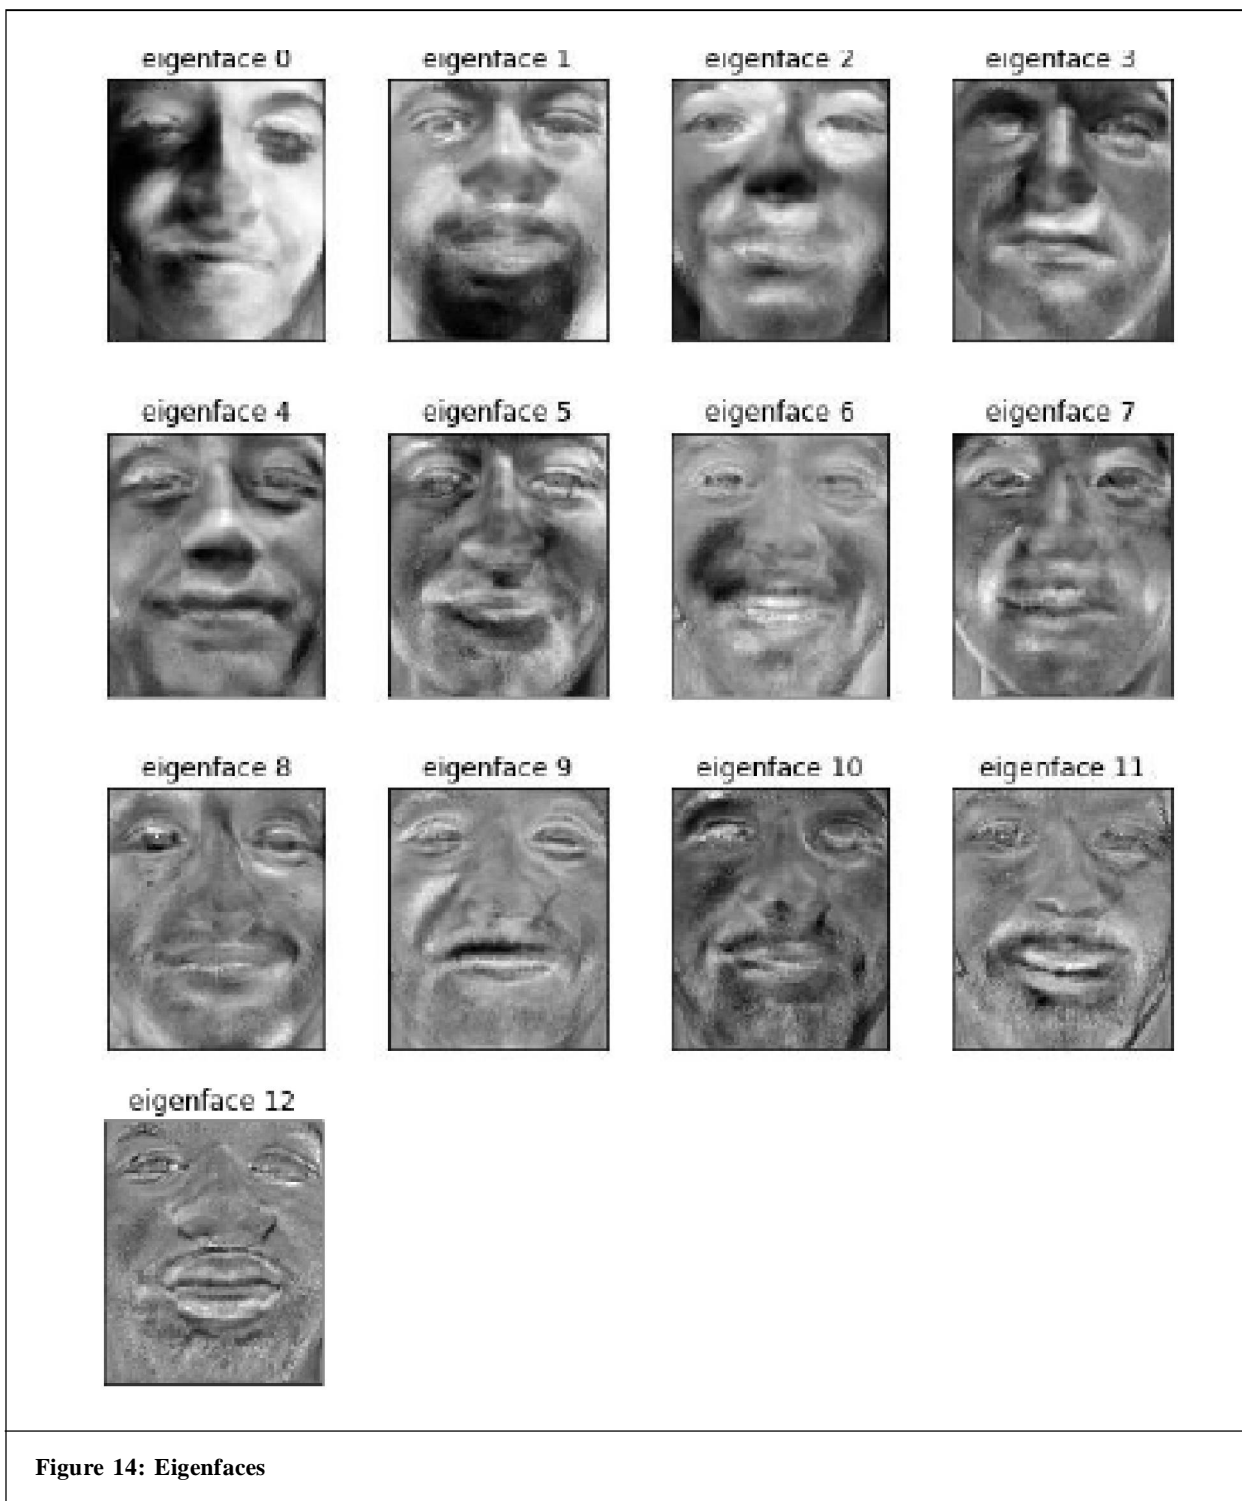 eigenface 0 eigenface 1 eigenface 2 eigenface 3
eigenface 4 eigenface 5 eigenface 6 eigenface 7
eigenface 8 eigenface 9 eigenface 10 eigenface 11
eigenface 12
Figure 14: Eigenfaces